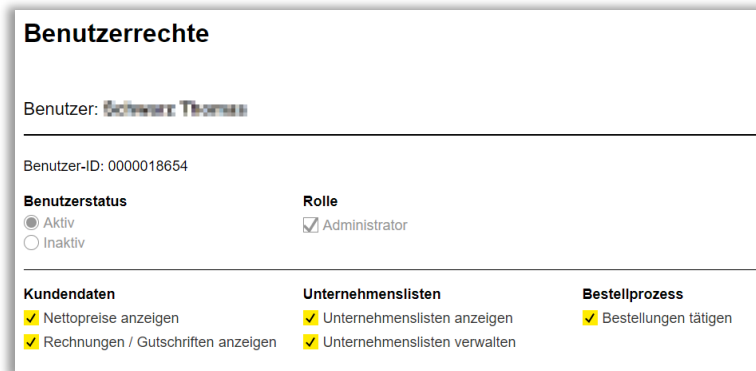 Benutzerrechte
Benutzer:
Benutzer-ID: 0000018654
Benutzerstatus
Rolle
Aktiv
Administrator
Inaktiv
Kundendaten
Unternehmenslisten
Bestellprozess
Nettopreise anzeigen
Unternehmenslisten anzeigen
Bestellungen tätigen
Rechnungen / Gutschriften anzeigen
Unternehmenslisten verwalten